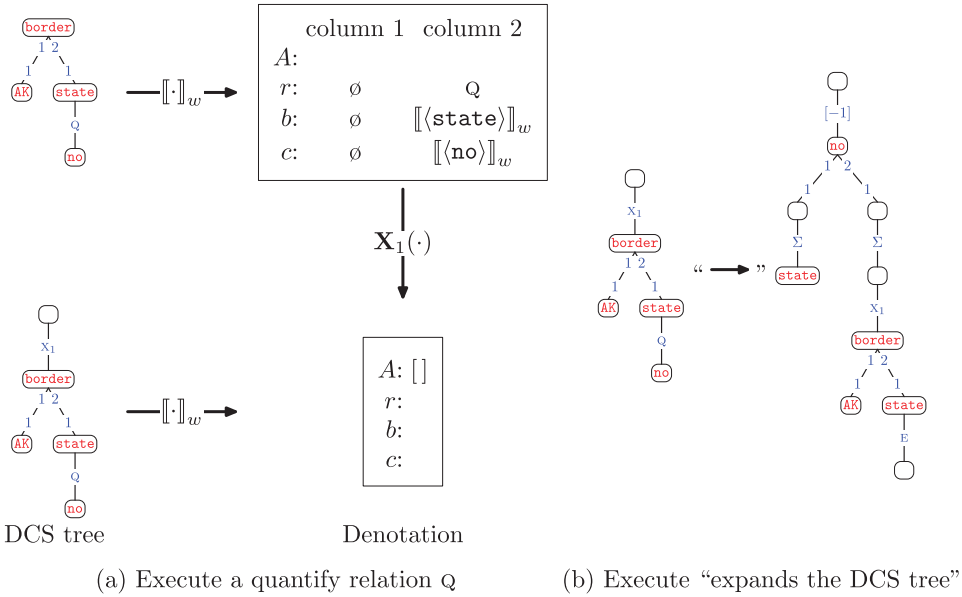 border
1 2
1 1
AK state
Q
no
⟦·⟧w
column 1 column 2
A:
r: ø Q
b: ø ⟦⟨state⟩⟧w
c: ø ⟦⟨no⟩⟧w
X1(·)
X1
border
1 2
1 1
AK state
Q
no
⟦·⟧w
A: [ ]
r:
b:
c:
DCS tree Denotation
(a) Execute a quantify relation Q
X1
border
1 2
1 1
AK state
Q
no
“ ”
[−1]
no
1 2
1 1
Σ Σ
state
X1
border
1 2
1 1
AK state
E
(b) Execute “expands the DCS tree”